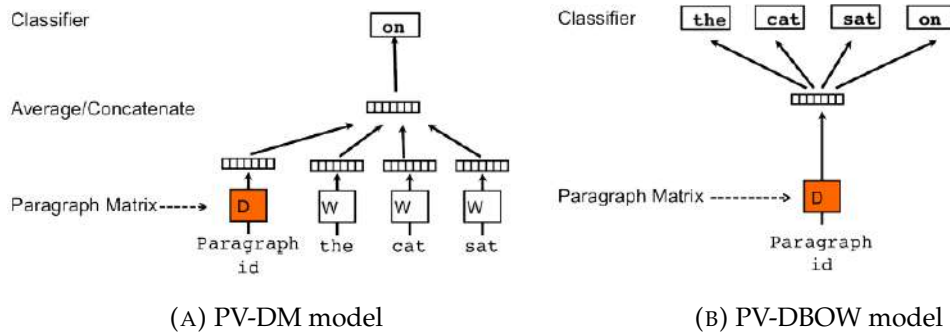 Classifier
on
Average/Concatenate
Paragraph Matrix
D
W
W
W
Paragraph
id
the
cat
sat
(A) PV-DM model
Classifier
the
cat
sat
on
Paragraph Matrix
D
Paragraph
id
(B) PV-DBOW model